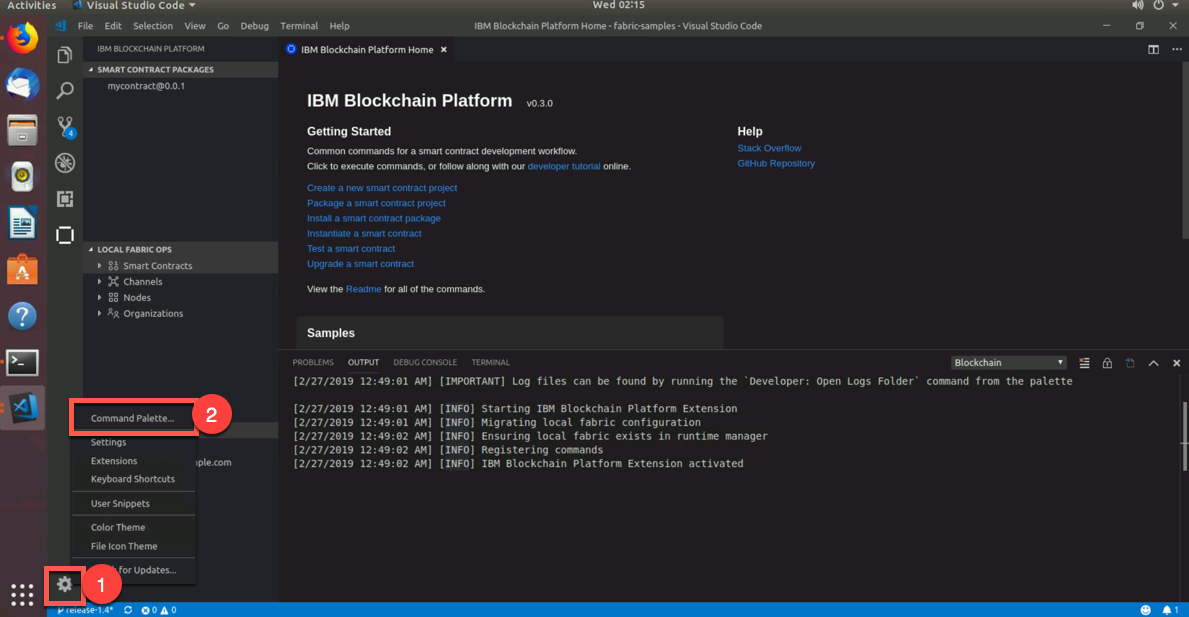 Activities
Visual Studio Code
Wed 02:15
File Edit Selection View Go Debug Terminal Help
IBM Blockchain Platform Home - fabric-samples - Visual Studio Code
IBM BLOCKCHAIN PLATFORM
IBM Blockchain Platform Home
SMART CONTRACT PACKAGES
mycontract@0.0.1
4
LOCAL FABRIC OPS
Smart Contracts
Channels
Nodes
Organizations
IBM Blockchain Platform v0.3.0
Getting Started
Common commands for a smart contract development workflow.
Click to execute commands, or follow along with our developer tutorial online.
Create a new smart contract project
Package a smart contract project
Install a smart contract package
Instantiate a smart contract
Test a smart contract
Upgrade a smart contract
View the Readme for all of the commands.
Help
Stack Overflow
GitHub Repository
Samples
PROBLEMS OUTPUT DEBUG CONSOLE TERMINAL
Blockchain
[2/27/2019 12:49:01 AM] [IMPORTANT] Log files can be found by running the `Developer: Open Logs Folder` command from the palette
[2/27/2019 12:49:01 AM] [INFO] Starting IBM Blockchain Platform Extension
[2/27/2019 12:49:01 AM] [INFO] Migrating local fabric configuration
[2/27/2019 12:49:02 AM] [INFO] Ensuring local fabric exists in runtime manager
[2/27/2019 12:49:02 AM] [INFO] Registering commands
[2/27/2019 12:49:02 AM] [INFO] IBM Blockchain Platform Extension activated
Command Palette...
2
Settings
Extensions
ple.com
Keyboard Shortcuts
User Snippets
Color Theme
File Icon Theme
for Updates...
1
release-1.4*
0
0
1